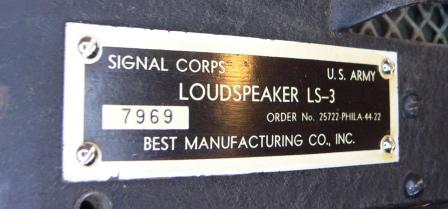 SIGNAL CORPS U.S. ARMY
LOUDSPEAKER LS-3
7969 ORDER No. 25722-PHILA-44-22
BEST MANUFACTURING CO., INC.